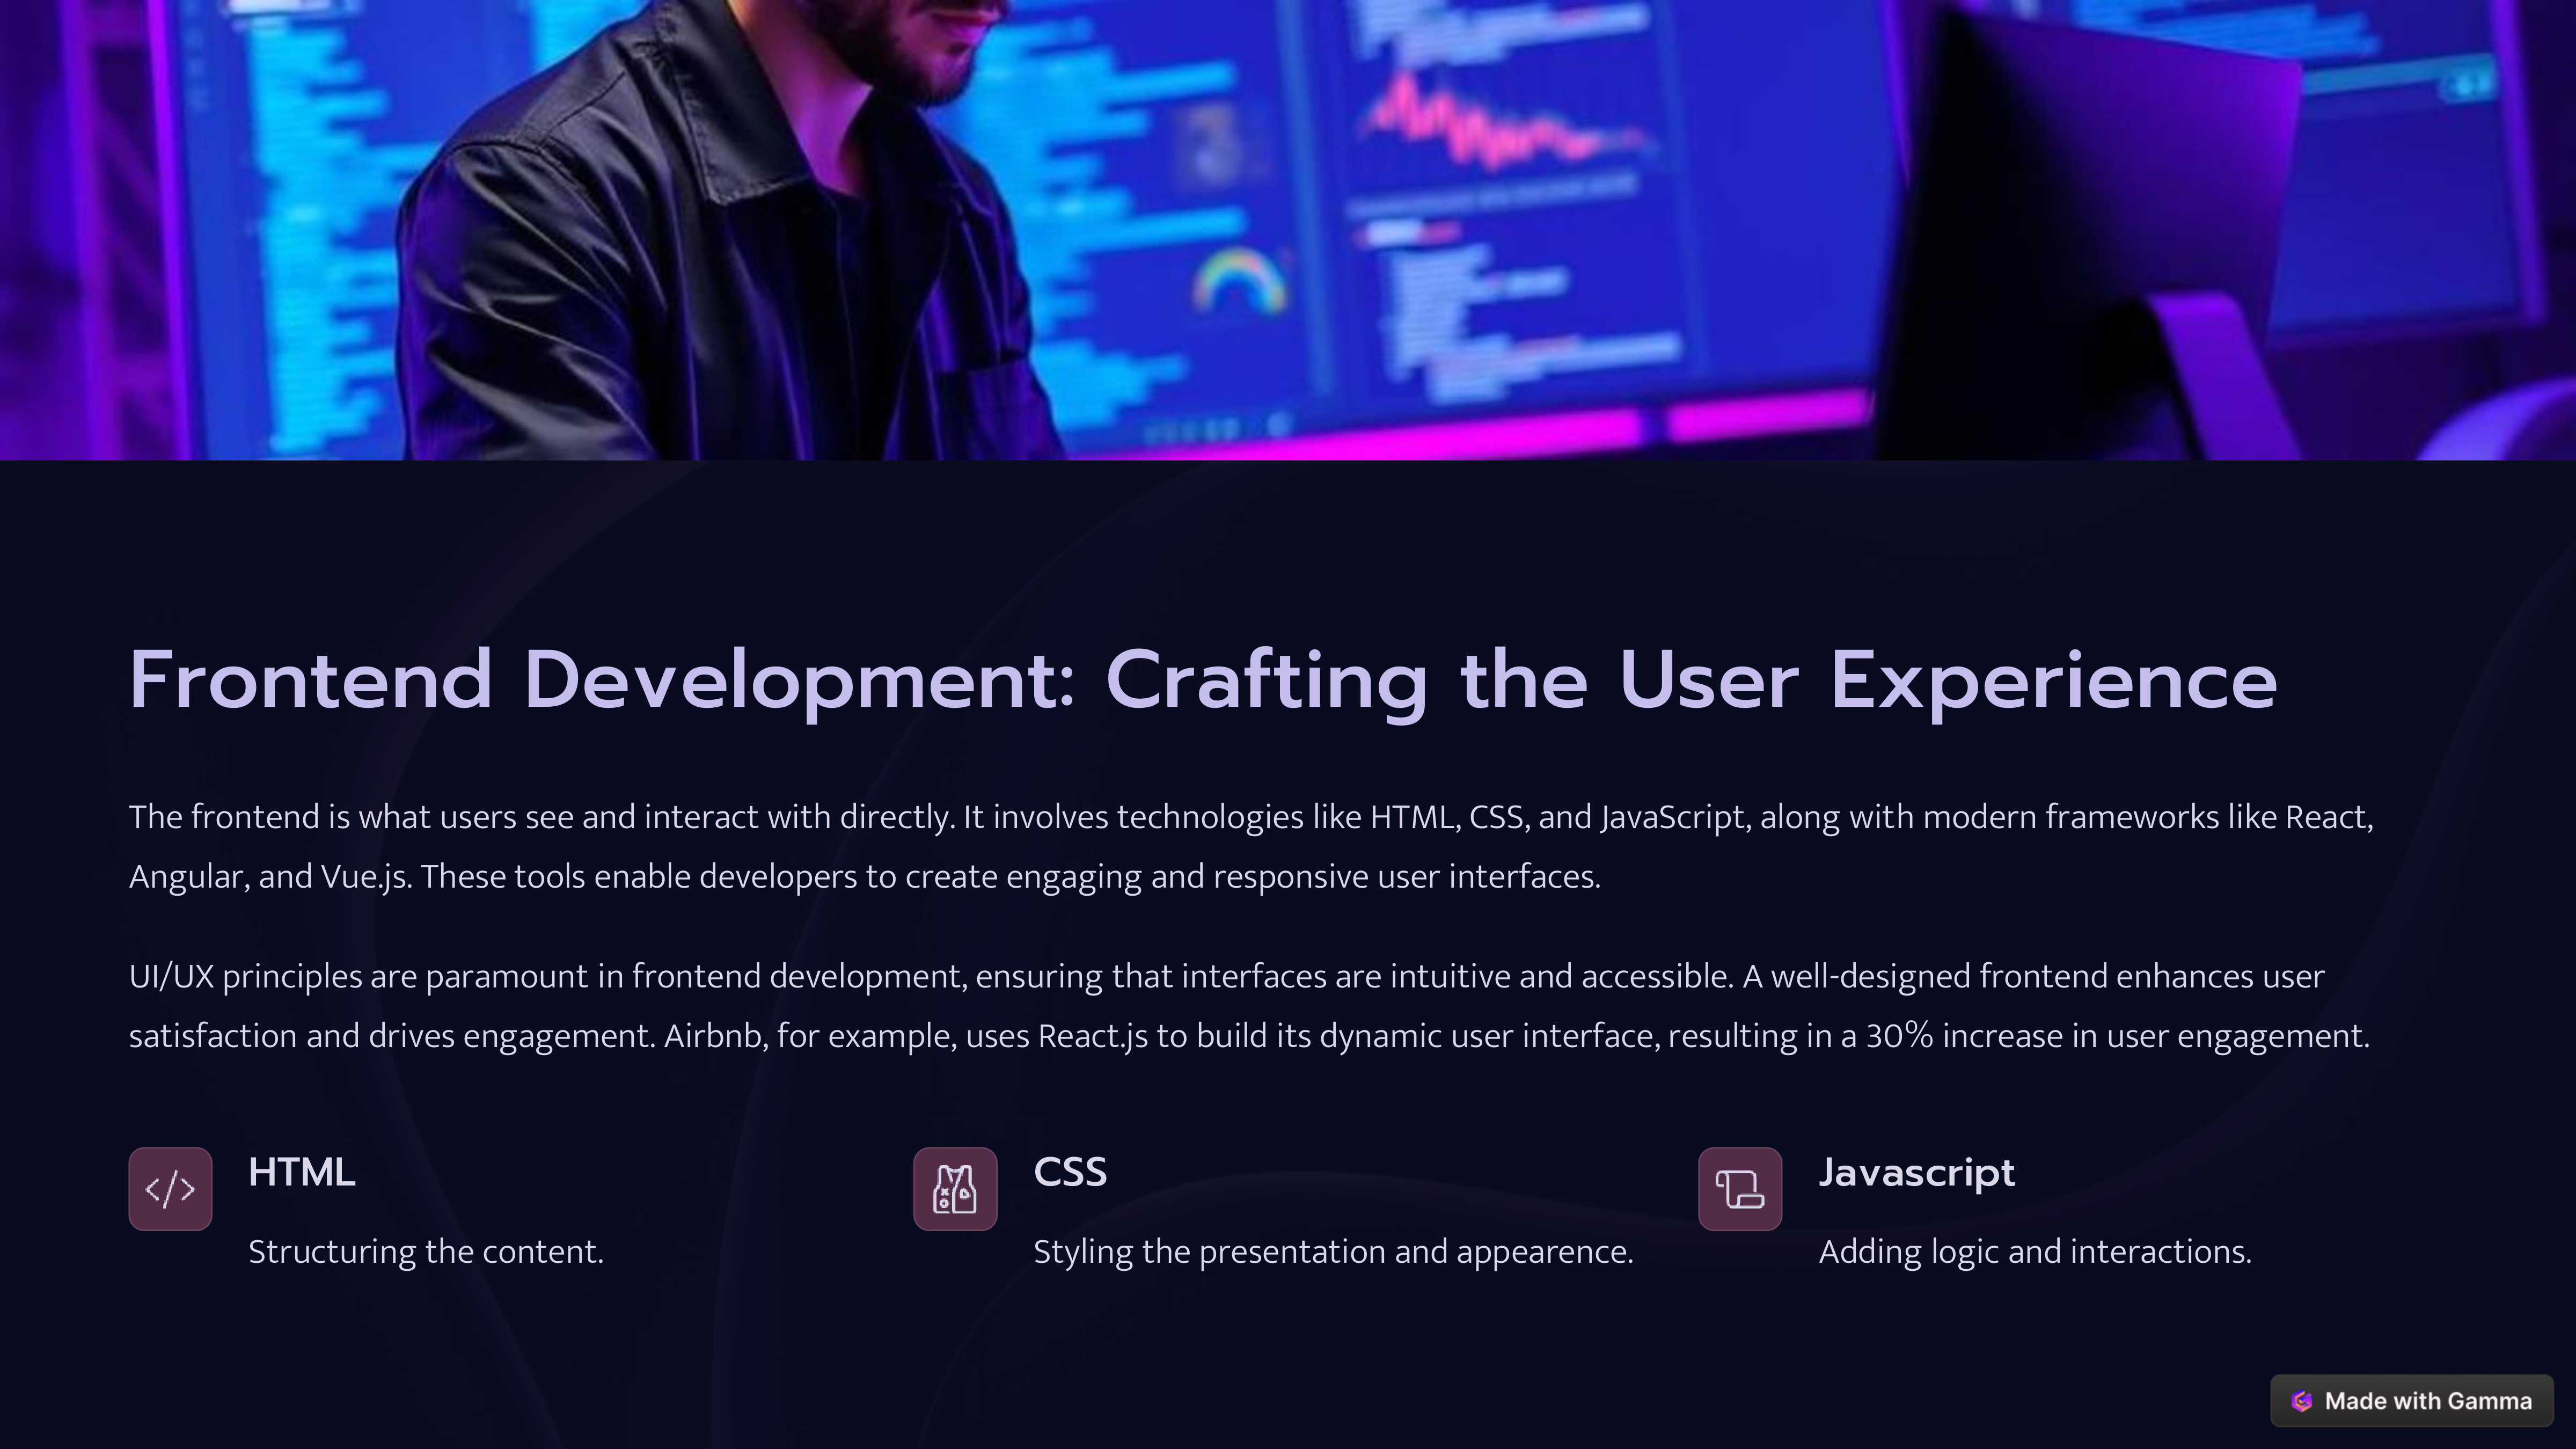 Frontend Development: Crafting the User Experience
The frontend is what users see and interact with directly. It involves technologies like HTML, CSS, and JavaScript, along with modern frameworks like React,
Angular, and Vue.js. These tools enable developers to create engaging and responsive user interfaces.
UI/UX principles are paramount in frontend development, ensuring that interfaces are intuitive and accessible. A well-designed frontend enhances user
satisfaction and drives engagement. Airbnb, for example, uses React.js to build its dynamic user interface, resulting in a 30% increase in user engagement.
HTML
Structuring the content.
CSS
Styling the presentation and appearence.
Javascript
Adding logic and interactions.
Made with Gamma